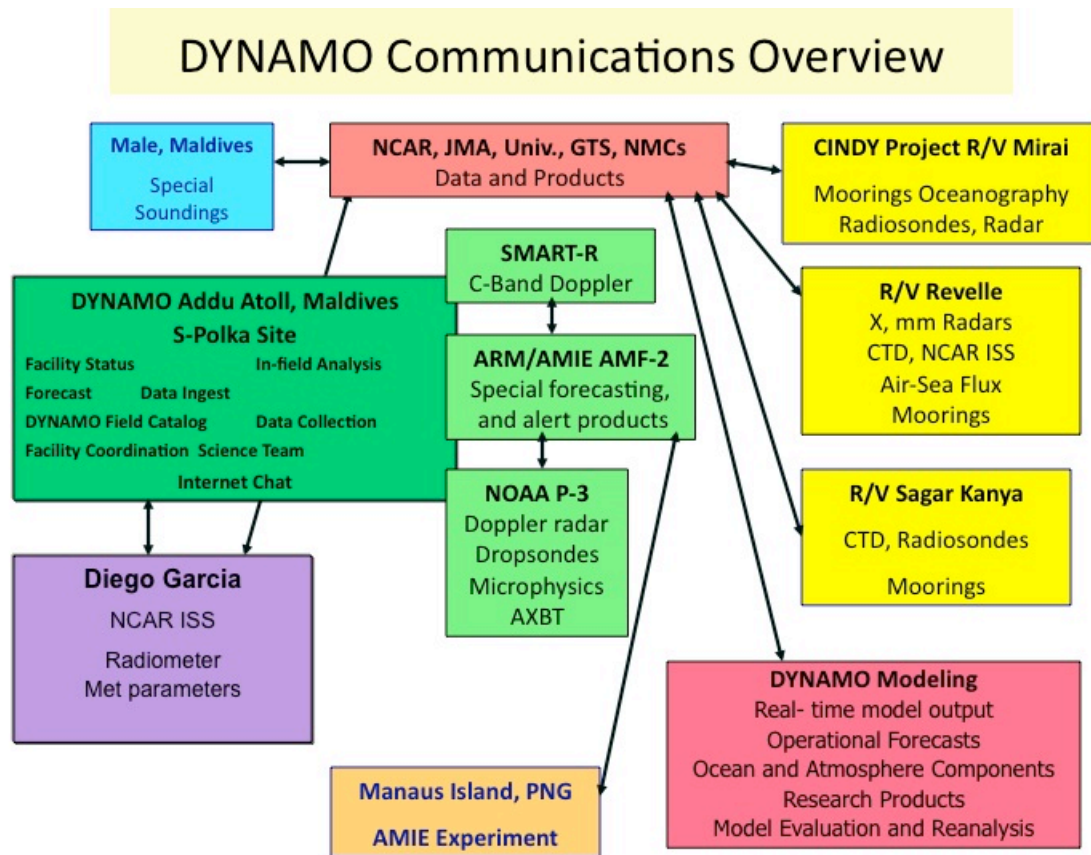 DYNAMO Communications Overview
Male, Maldives
Special
Soundings
NCAR, JMA, Univ., GTS, NMCs
Data and Products
CINDY Project R/V Mirai
Moorings Oceanography
Radiosondes, Radar
SMART-R
C-Band Doppler
DYNAMO Addu Atoll, Maldives
S-Polka Site
Facility Status In-field Analysis
Forecast Data Ingest
DYNAMO Field Catalog Data Collection
Facility Coordination Science Team
Internet Chat
ARM/AMIE AMF-2
Special forecasting,
and alert products
R/V Revelle
X, mm Radars
CTD, NCAR ISS
Air-Sea Flux
Moorings
NOAA P-3
Doppler radar
Dropsondes
Microphysics
AXBT
R/V Sagar Kanya
CTD, Radiosondes
Moorings
Diego Garcia
NCAR ISS
Radiometer
Met parameters
DYNAMO Modeling
Real- time model output
Operational Forecasts
Ocean and Atmosphere Components
Research Products
Model Evaluation and Reanalysis
Manaus Island, PNG
AMIE Experiment